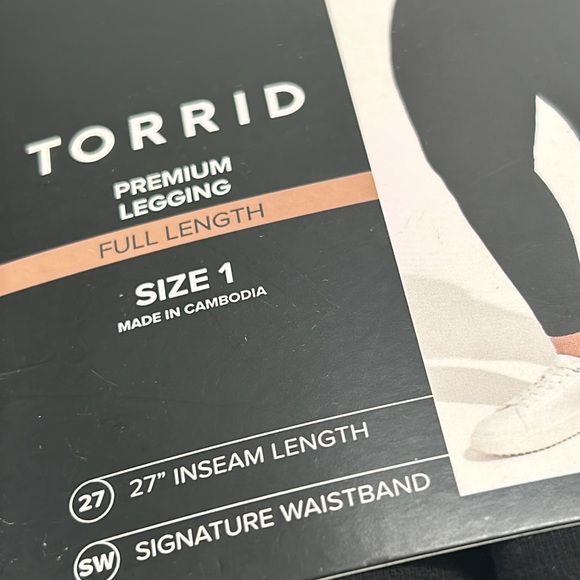 TORRID
PREMIUM
LEGGING
FULL LENGTH
SIZE 1
MADE IN CAMBODIA
27 27” INSEAM LENGTH
SW SIGNATURE WAISTBAND